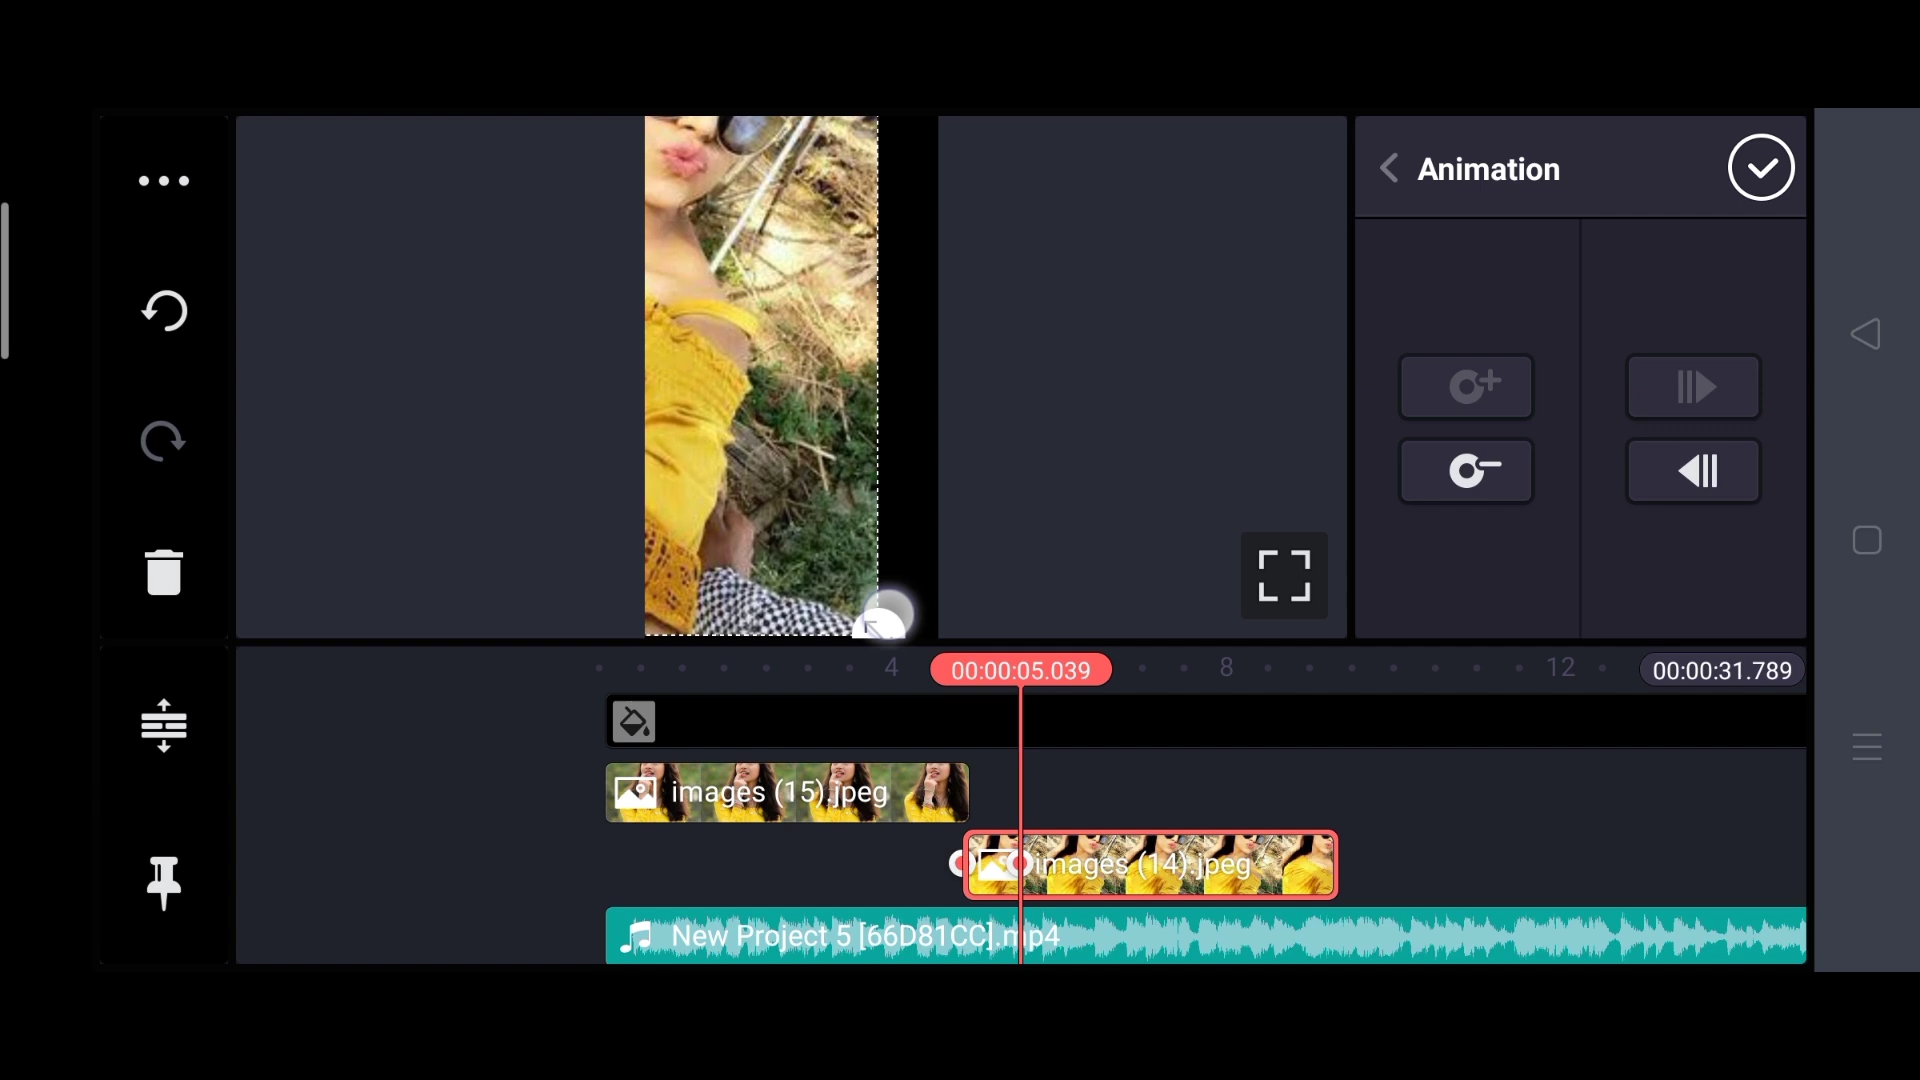 Animation
4
00:00:05.039
8
12
00:00:31.789
images (15).jpeg
images (14).jpeg
New Project 5 [66D81CC].mp4